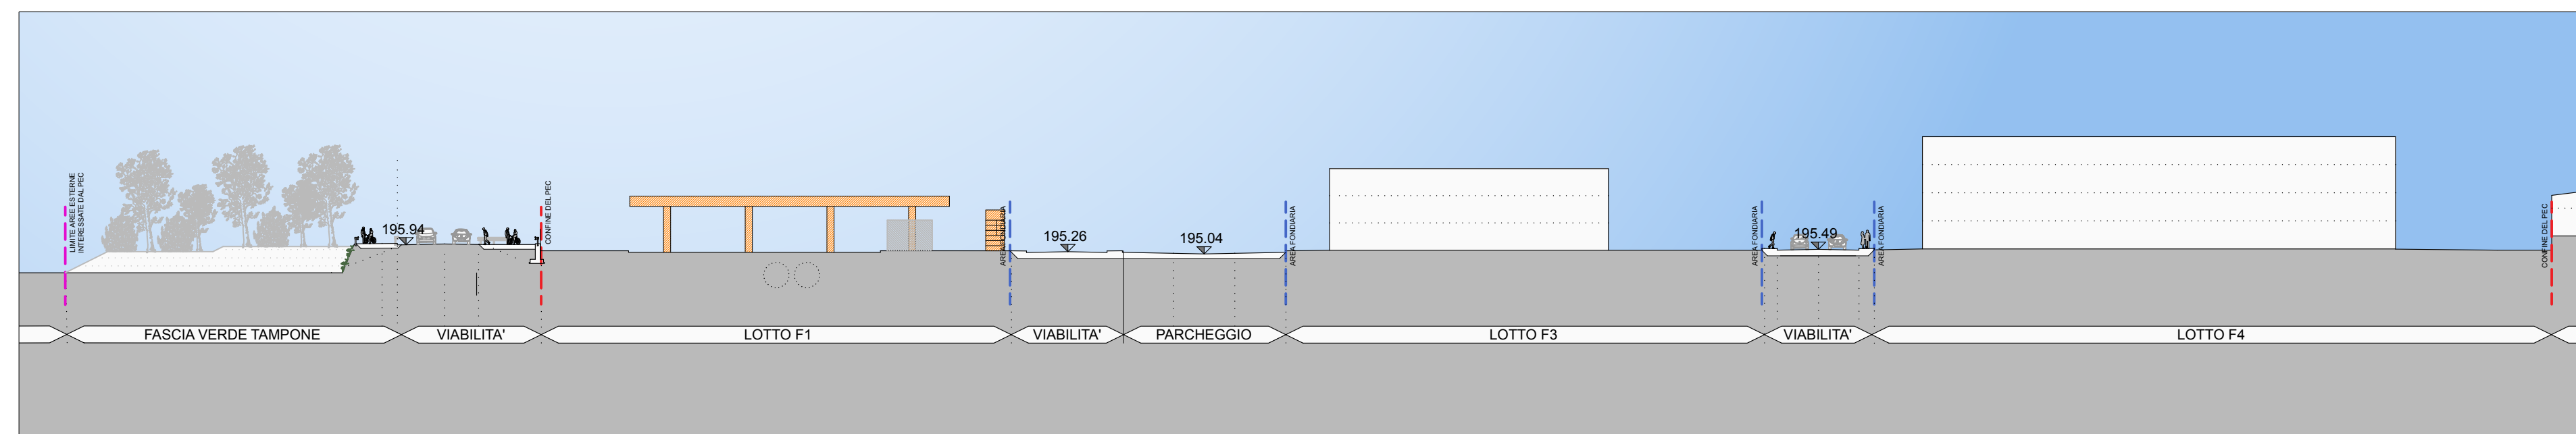 LIMITE AREE ESTERNE
INTERESSATE DAL PEC
195.94
CONFINE DEL PEC
AREA FONDIARIA
195.26
195.04
AREA FONDIARIA
AREA FONDIARIA
195.49
AREA FONDIARIA
CONFINE DEL PEC
FASCIA VERDE TAMPONE
VIABILITA'
LOTTO F1
VIABILITA'
PARCHEGGIO
LOTTO F3
VIABILITA'
LOTTO F4